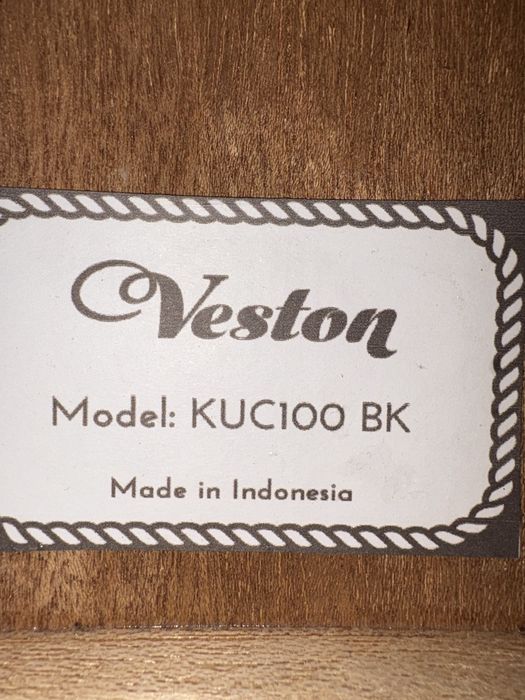 Veston
Model: KUC100 BK
Made in Indonesia